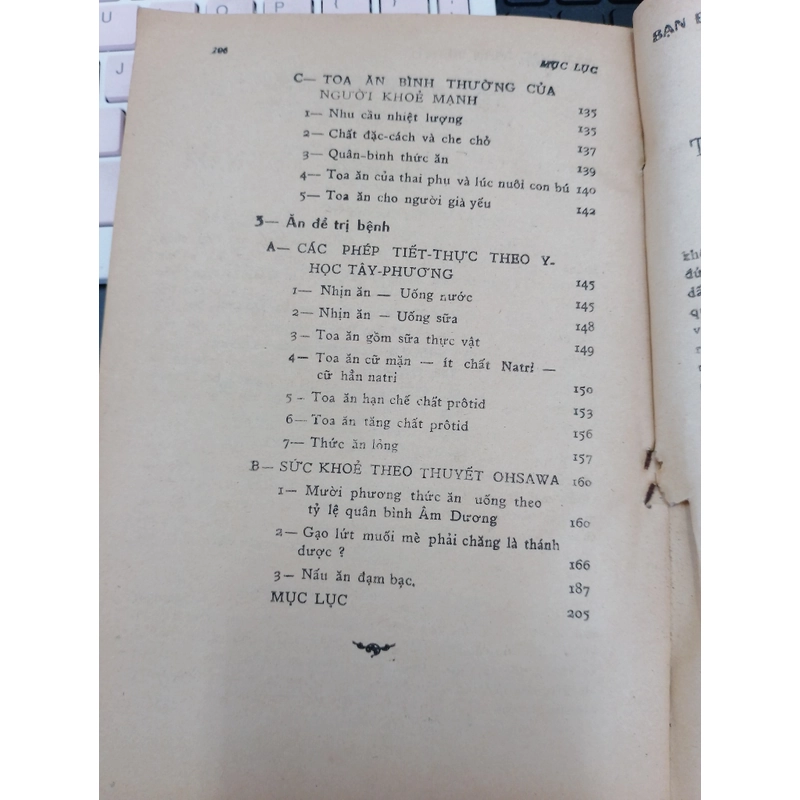 206
MỤC LỤC
C— TOA ĂN BÌNH THƯỜNG CỦA
NGƯỜI KHOẺ MẠNH 135
1— Nhu cầu nhiệt lượng 135
2— Chất đặc-cách và che chở 137
3— Quân-bình thức ăn 139
4— Toa ăn của thai phụ và lúc nuôi con bú 140
5— Toa ăn cho người già yếu 142
3— Ăn để trị bệnh
A— CÁC PHÉP TIẾT-THỰC THEO Y-
HỌC TÂY-PHƯƠNG 145
1— Nhịn ăn — Uống nước 145
2— Nhịn ăn — Uống sữa 148
3— Toa ăn gồm sữa thực vật 149
4— Toa ăn cữ mặn — ít chất Natri —
cữ hẳn natri 150
5 - Toa ăn hạn chế chất prôtid 153
6— Toa ăn tăng chất prôtid 156
7— Thức ăn lỏng 157
B— SỨC KHOẺ THEO THUYẾT OHSAWA 160
1— Mười phương thức ăn uống theo
tỷ lệ quân bình Âm Dương 160
2— Gạo lứt muối mè phải chăng là thánh
dược ? 166
3— Nấu ăn đạm bạc. 187
MỤC LỤC 205
BẠN